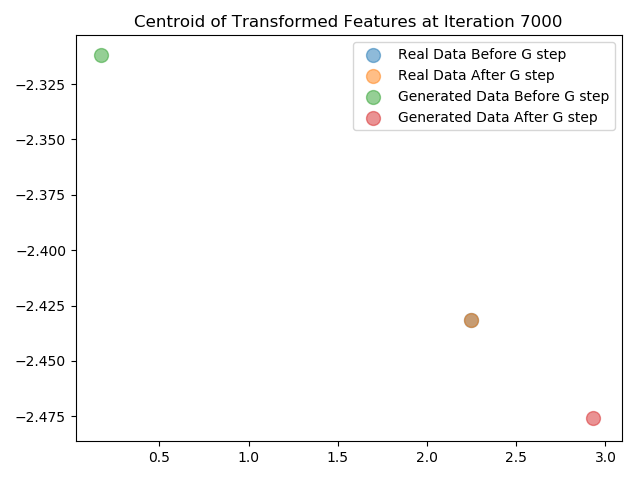 Centroid of Transformed Features at Iteration 7000
Real Data Before G step
Real Data After G step
Generated Data Before G step
Generated Data After G step
−2.325
−2.350
−2.375
−2.400
−2.425
−2.450
−2.475
0.5 1.0 1.5 2.0 2.5 3.0